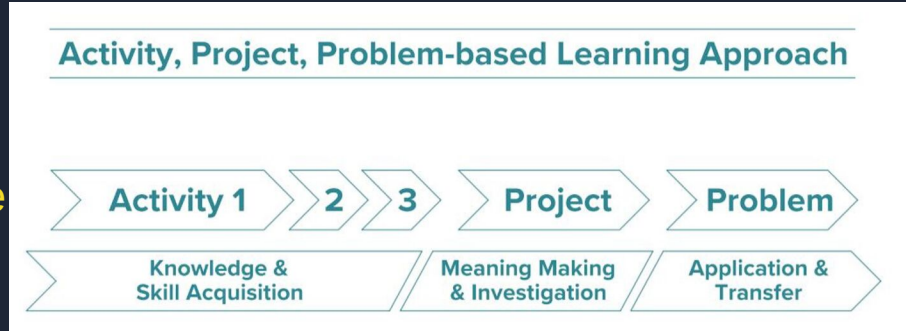 Activity, Project, Problem-based Learning Approach
Activity 1 2 3 Project Problem
Knowledge &
Skill Acquisition
Meaning Making
& Investigation
Application &
Transfer